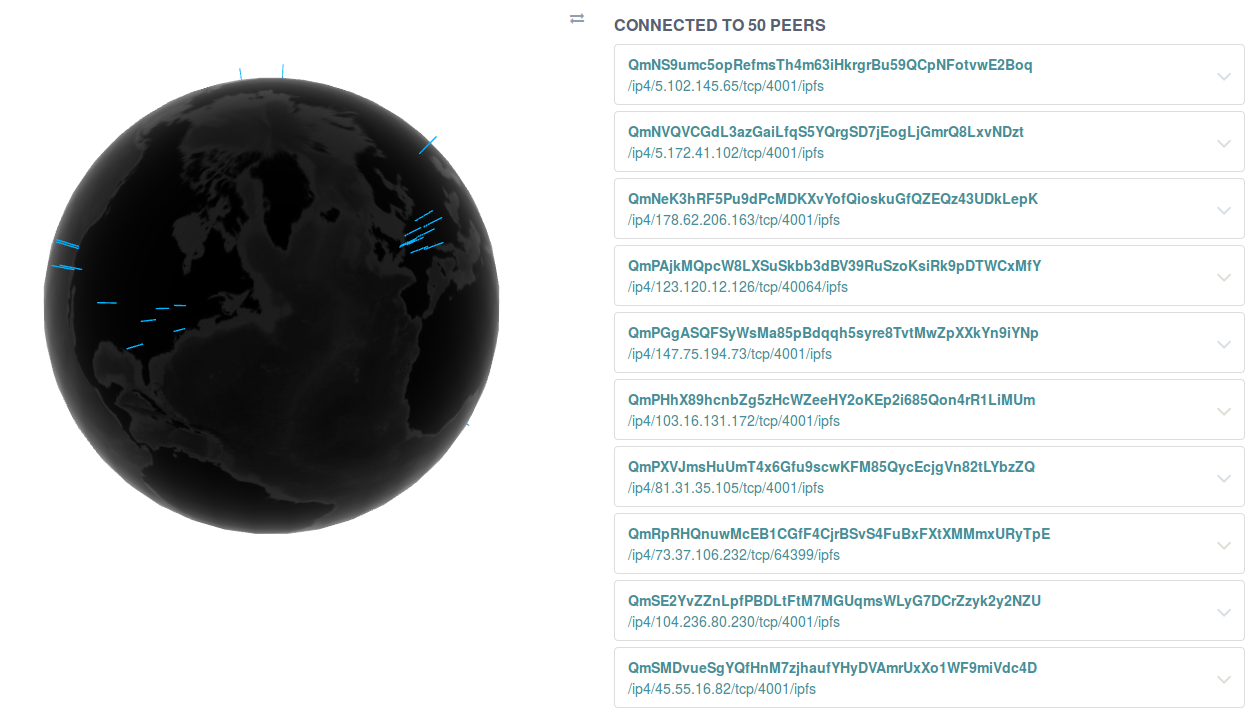 CONNECTED TO 50 PEERS
QmNS9umc5opRefmsTh4m63iHkrgrBu59QCpNFotvwE2Boq
/ip4/5.102.145.65/tcp/4001/ipfs
QmNVQVCGdL3azGaiLfqS5YQrgSD7jEogLjGmrQ8LxvNDzt
/ip4/5.172.41.102/tcp/4001/ipfs
QmNeK3hRF5Pu9dPcMDKXvYofQioskuGfQZEQz43UDkLepK
/ip4/178.62.206.163/tcp/4001/ipfs
QmPAjkMQpcW8LXSuSkbb3dBV39RuSzoKsiRk9pDTWCxMfY
/ip4/123.120.12.126/tcp/40064/ipfs
QmPGgASQFSyWsMa85pBdqqh5syre8TvtMwZpXXkYn9iYNp
/ip4/147.75.194.73/tcp/4001/ipfs
QmPHhX89hcnbZg5zHcWZeeHY2oKEp2i685Qon4rR1LiMUm
/ip4/103.16.131.172/tcp/4001/ipfs
QmPXVJmsHuUmT4x6Gfu9scwKFM85QycEcjgVn82tLYbzZQ
/ip4/81.31.35.105/tcp/4001/ipfs
QmRpRHQnuwMcEB1CGfF4CjrBSvS4FuBxFXtXMMmxURyTpE
/ip4/73.37.106.232/tcp/64399/ipfs
QmSE2YvZZnLpfPBDLtFtM7MGUqmsWLyG7DCrZzyk2y2NZU
/ip4/104.236.80.230/tcp/4001/ipfs
QmSMDvueSgYQfHnM7zjhaufYHyDVAmrUxXo1WF9miVdc4D
/ip4/45.55.16.82/tcp/4001/ipfs